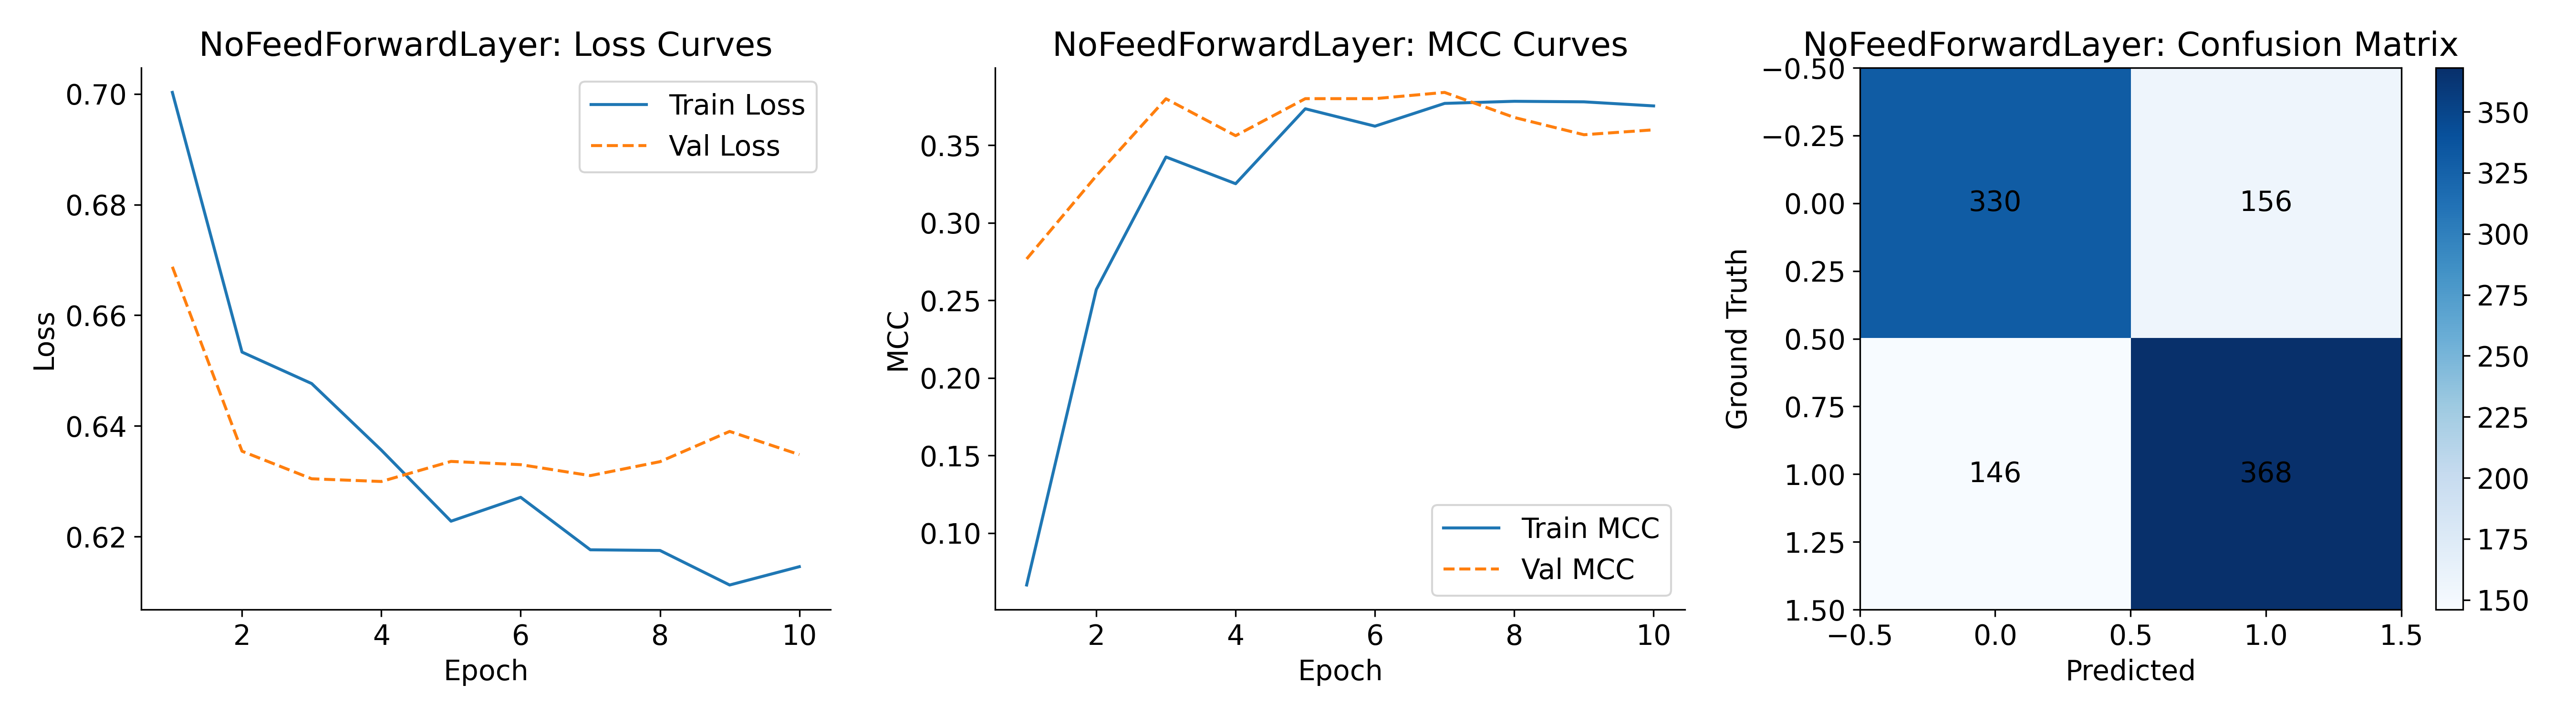 NoFeedForwardLayer: Loss Curves
Loss
0.70
0.68
0.66
0.64
0.62
Train Loss
Val Loss
2 4 6 8 10
Epoch
NoFeedForwardLayer: MCC Curves
MCC
0.35
0.30
0.25
0.20
0.15
0.10
Train MCC
Val MCC
2 4 6 8 10
Epoch
NoFeedForwardLayer: Confusion Matrix
Ground Truth
−0.50
−0.25
0.00
0.25
0.50
0.75
1.00
1.25
1.50
330 156
146 368
−0.5 0.0 0.5 1.0 1.5
Predicted
350
325
300
275
250
225
200
175
150